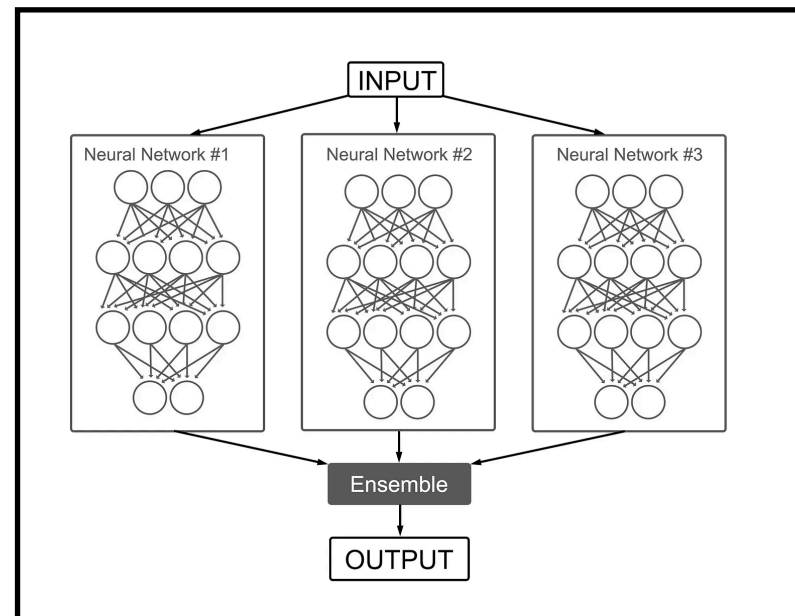 INPUT
Neural Network #1
Neural Network #2
Neural Network #3
Ensemble
OUTPUT